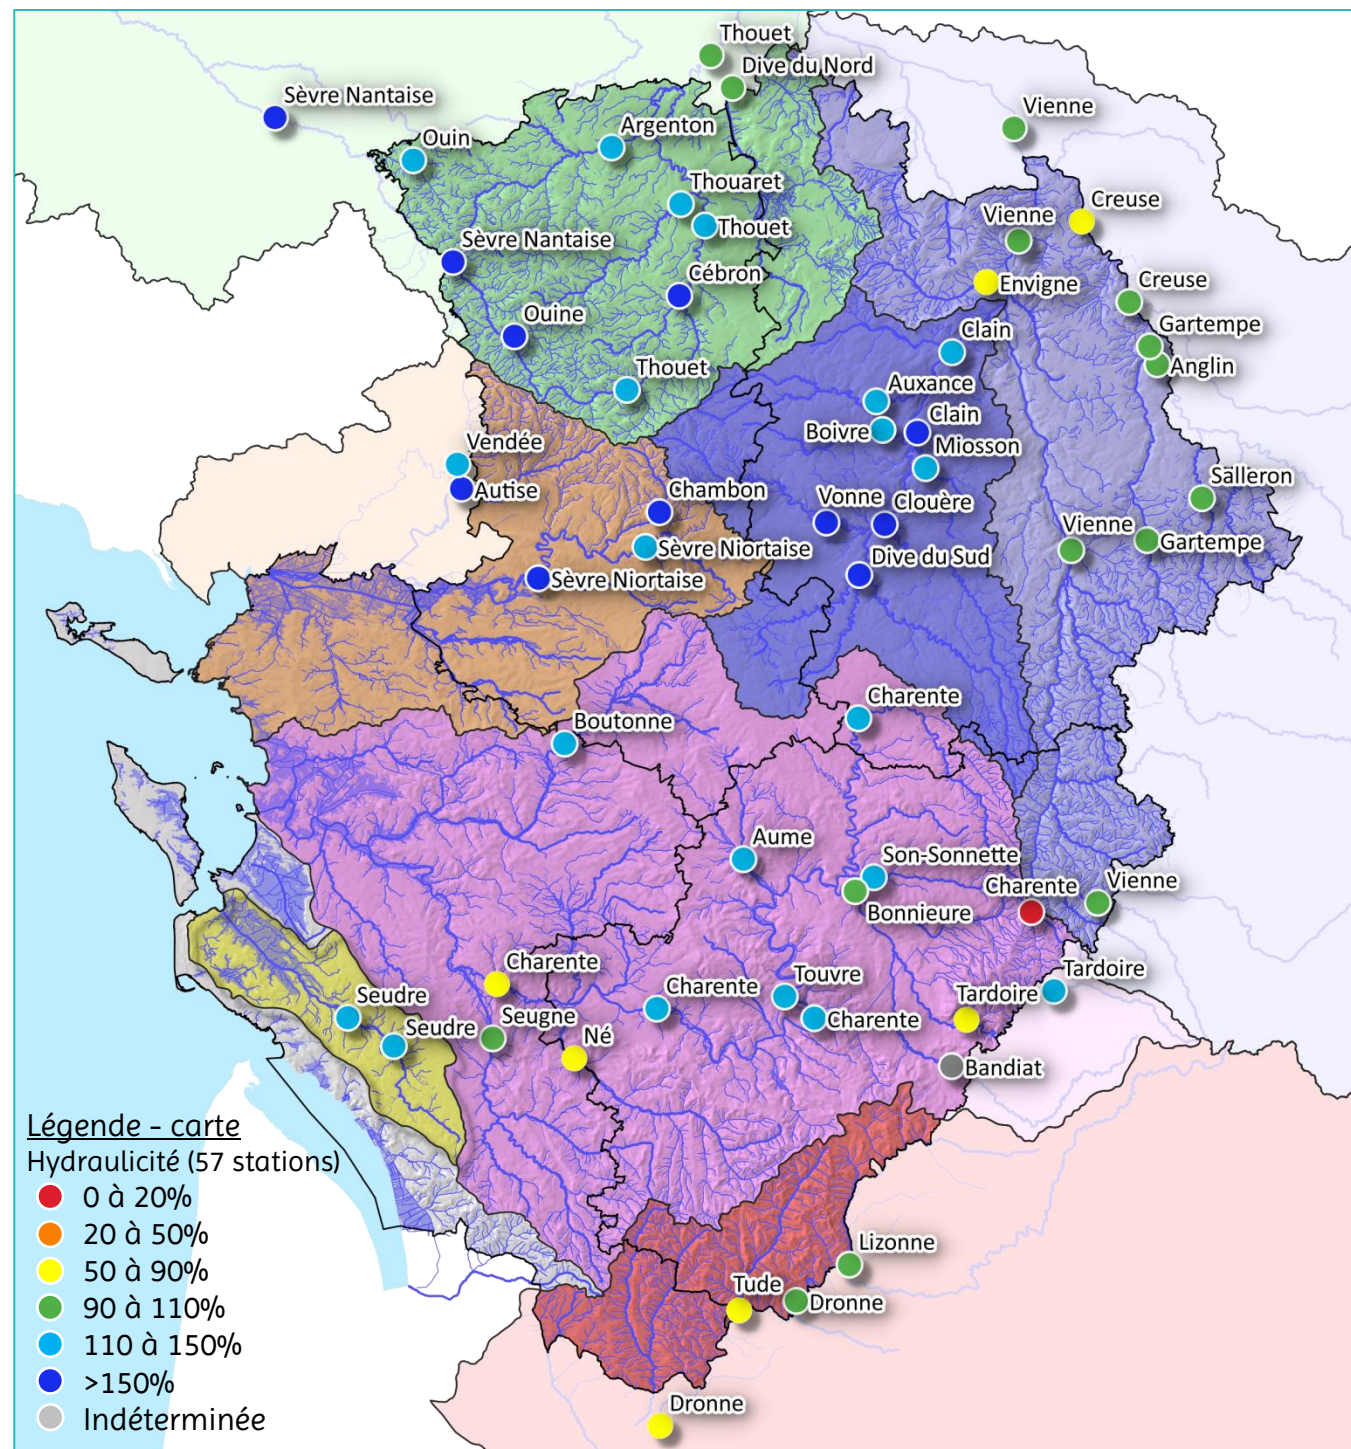 Thouet
Dive du Nord
Sèvre Nantaise
Vienne
Ouin
Argenton
Thouaret
Creuse
Thouet
Vienne
Sèvre Nantaise
Cébron
Envigne
Creuse
Ouine
Gartempe
Clain
Anglin
Thouet
Auxance
Clain
Boivre
Vendée
Miosson
Autise
Chambon
Vonne
Clouère
Sälleron
Sèvre Niortaise
Vienne
Gartempe
Dive du Sud
Sèvre Niortaise
Charente
Boutonne
Aume
Son-Sonnette
Charente
Vienne
Bonnieure
Charente
Touvre
Tardoire
Seudre
Charente
Tardoire
Seudre
Seugne
Né
Charente
Bandiat
Légende - carte
Hydraulicité (57 stations)
0 à 20%
20 à 50%
50 à 90%
90 à 110%
110 à 150%
>150%
Indéterminée
Lizonne
Tude
Dronne
Dronne